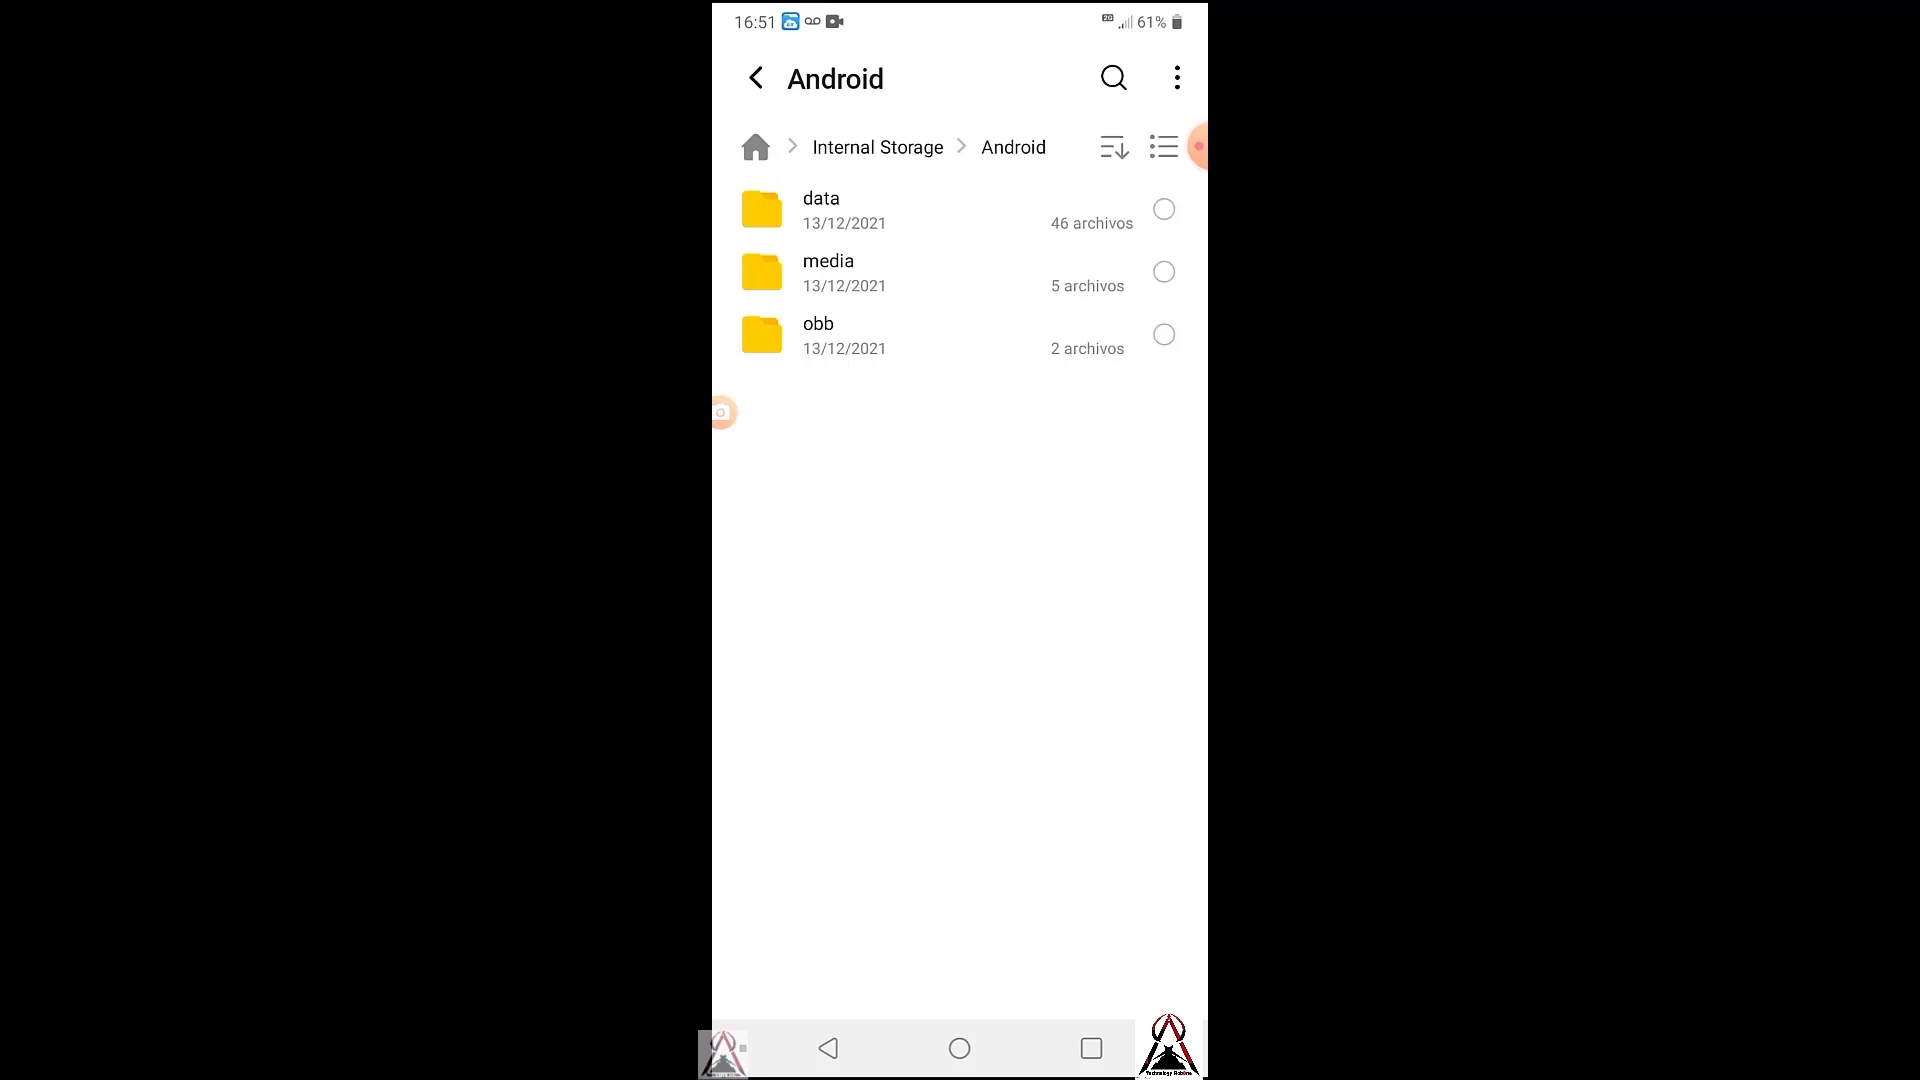 16:51 2G 61%
Android
Internal Storage Android
data
13/12/2021 46 archivos
media
13/12/2021 5 archivos
obb
13/12/2021 2 archivos